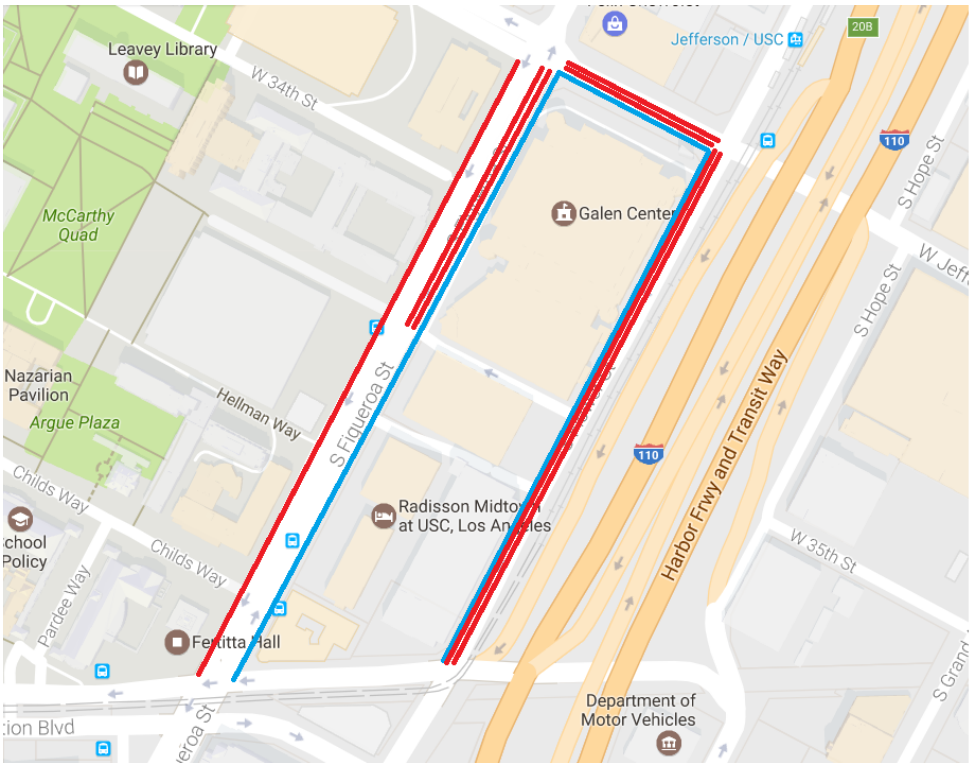 Leavey Library
Jefferson / USC
20B
W 34th St
110
S Hope St
McCarthy
Quad
Galen Center
W Jeff
S Hope St
Nazarian
Pavilion
Argue Plaza
Hellman Way
S Figueroa St
Harbor Frwy and Transit Way
110
Radisson Midtown
at USC, Los Angeles
Childs Way
School
Policy
Childs Way
W 35th St
Pardee Way
Fertitta Hall
S Grand
Department of
Motor Vehicles
tion Blvd
ueroa St